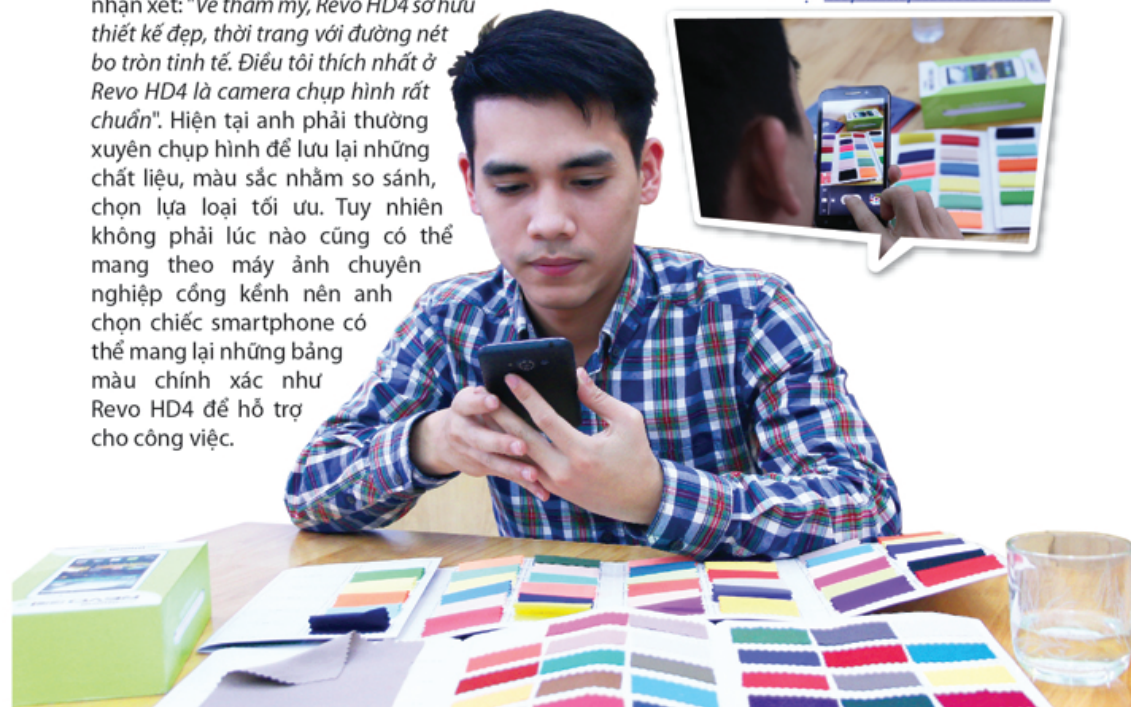 nhận xét: "Về thẩm mỹ, Revo HD4 sở hữu
thiết kế đẹp, thời trang với đường nét
bo tròn tinh tế. Điều tôi thích nhất ở
Revo HD4 là camera chụp hình rất
chuẩn". Hiện tại anh phải thường
xuyên chụp hình để lưu lại những
chất liệu, màu sắc nhằm so sánh,
chọn lựa loại tối ưu. Tuy nhiên
không phải lúc nào cũng có thể
mang theo máy ảnh chuyên
nghiệp cồng kềnh nên anh
chọn chiếc smartphone có
thể mang lại những bảng
màu chính xác như
Revo HD4 để hỗ trợ
cho công việc.